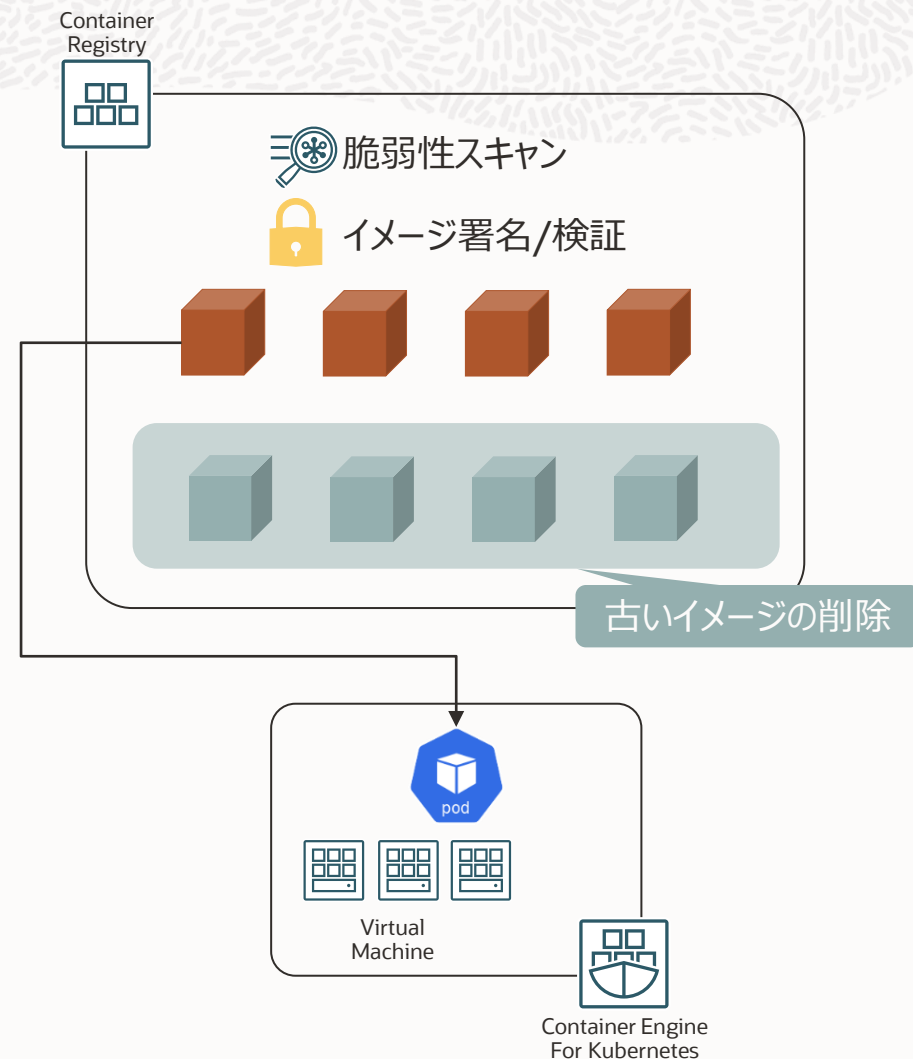 Container
Registry
脆弱性スキャン
イメージ署名/検証
古いイメージの削除
pod
Virtual
Machine
Container Engine
For Kubernetes